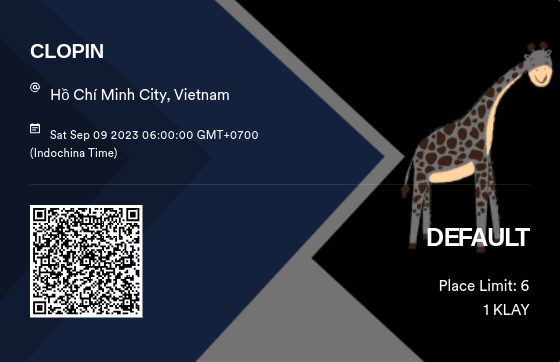 CLOPIN
Hồ Chí Minh City, Vietnam
Sat Sep 09 2023 06:00:00 GMT+0700
(Indochina Time)
DEFAULT
Place Limit: 6
1 KLAY